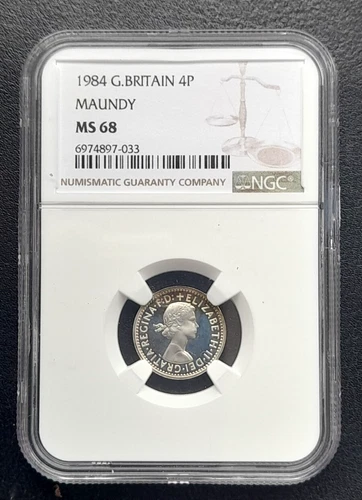 1984 G.BRITAIN 4P
MAUNDY
MS 68
6974897-033
NUMISMATIC GUARANTY COMPANY
NGC
+ELIZABETH·II·DEI·GRATIA·REGINA·F:D: